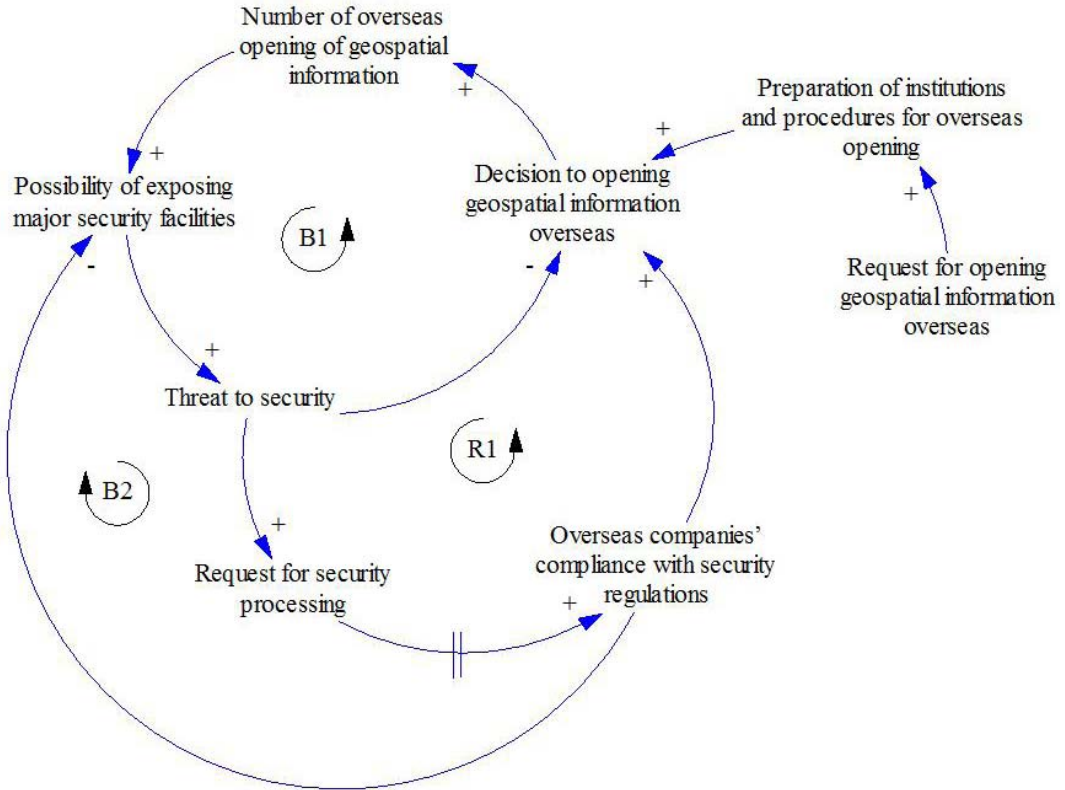 Number of overseas
opening of geospatial
information
+
+
Preparation of institutions
and procedures for overseas
opening
+
Possibility of exposing
major security facilities
-
B1
Decision to opening
geospatial information
overseas
-
+
+
Request for opening
geospatial information
overseas
+
Threat to security
R1
B2
+
Request for security
processing
Overseas companies’
compliance with security
regulations
+